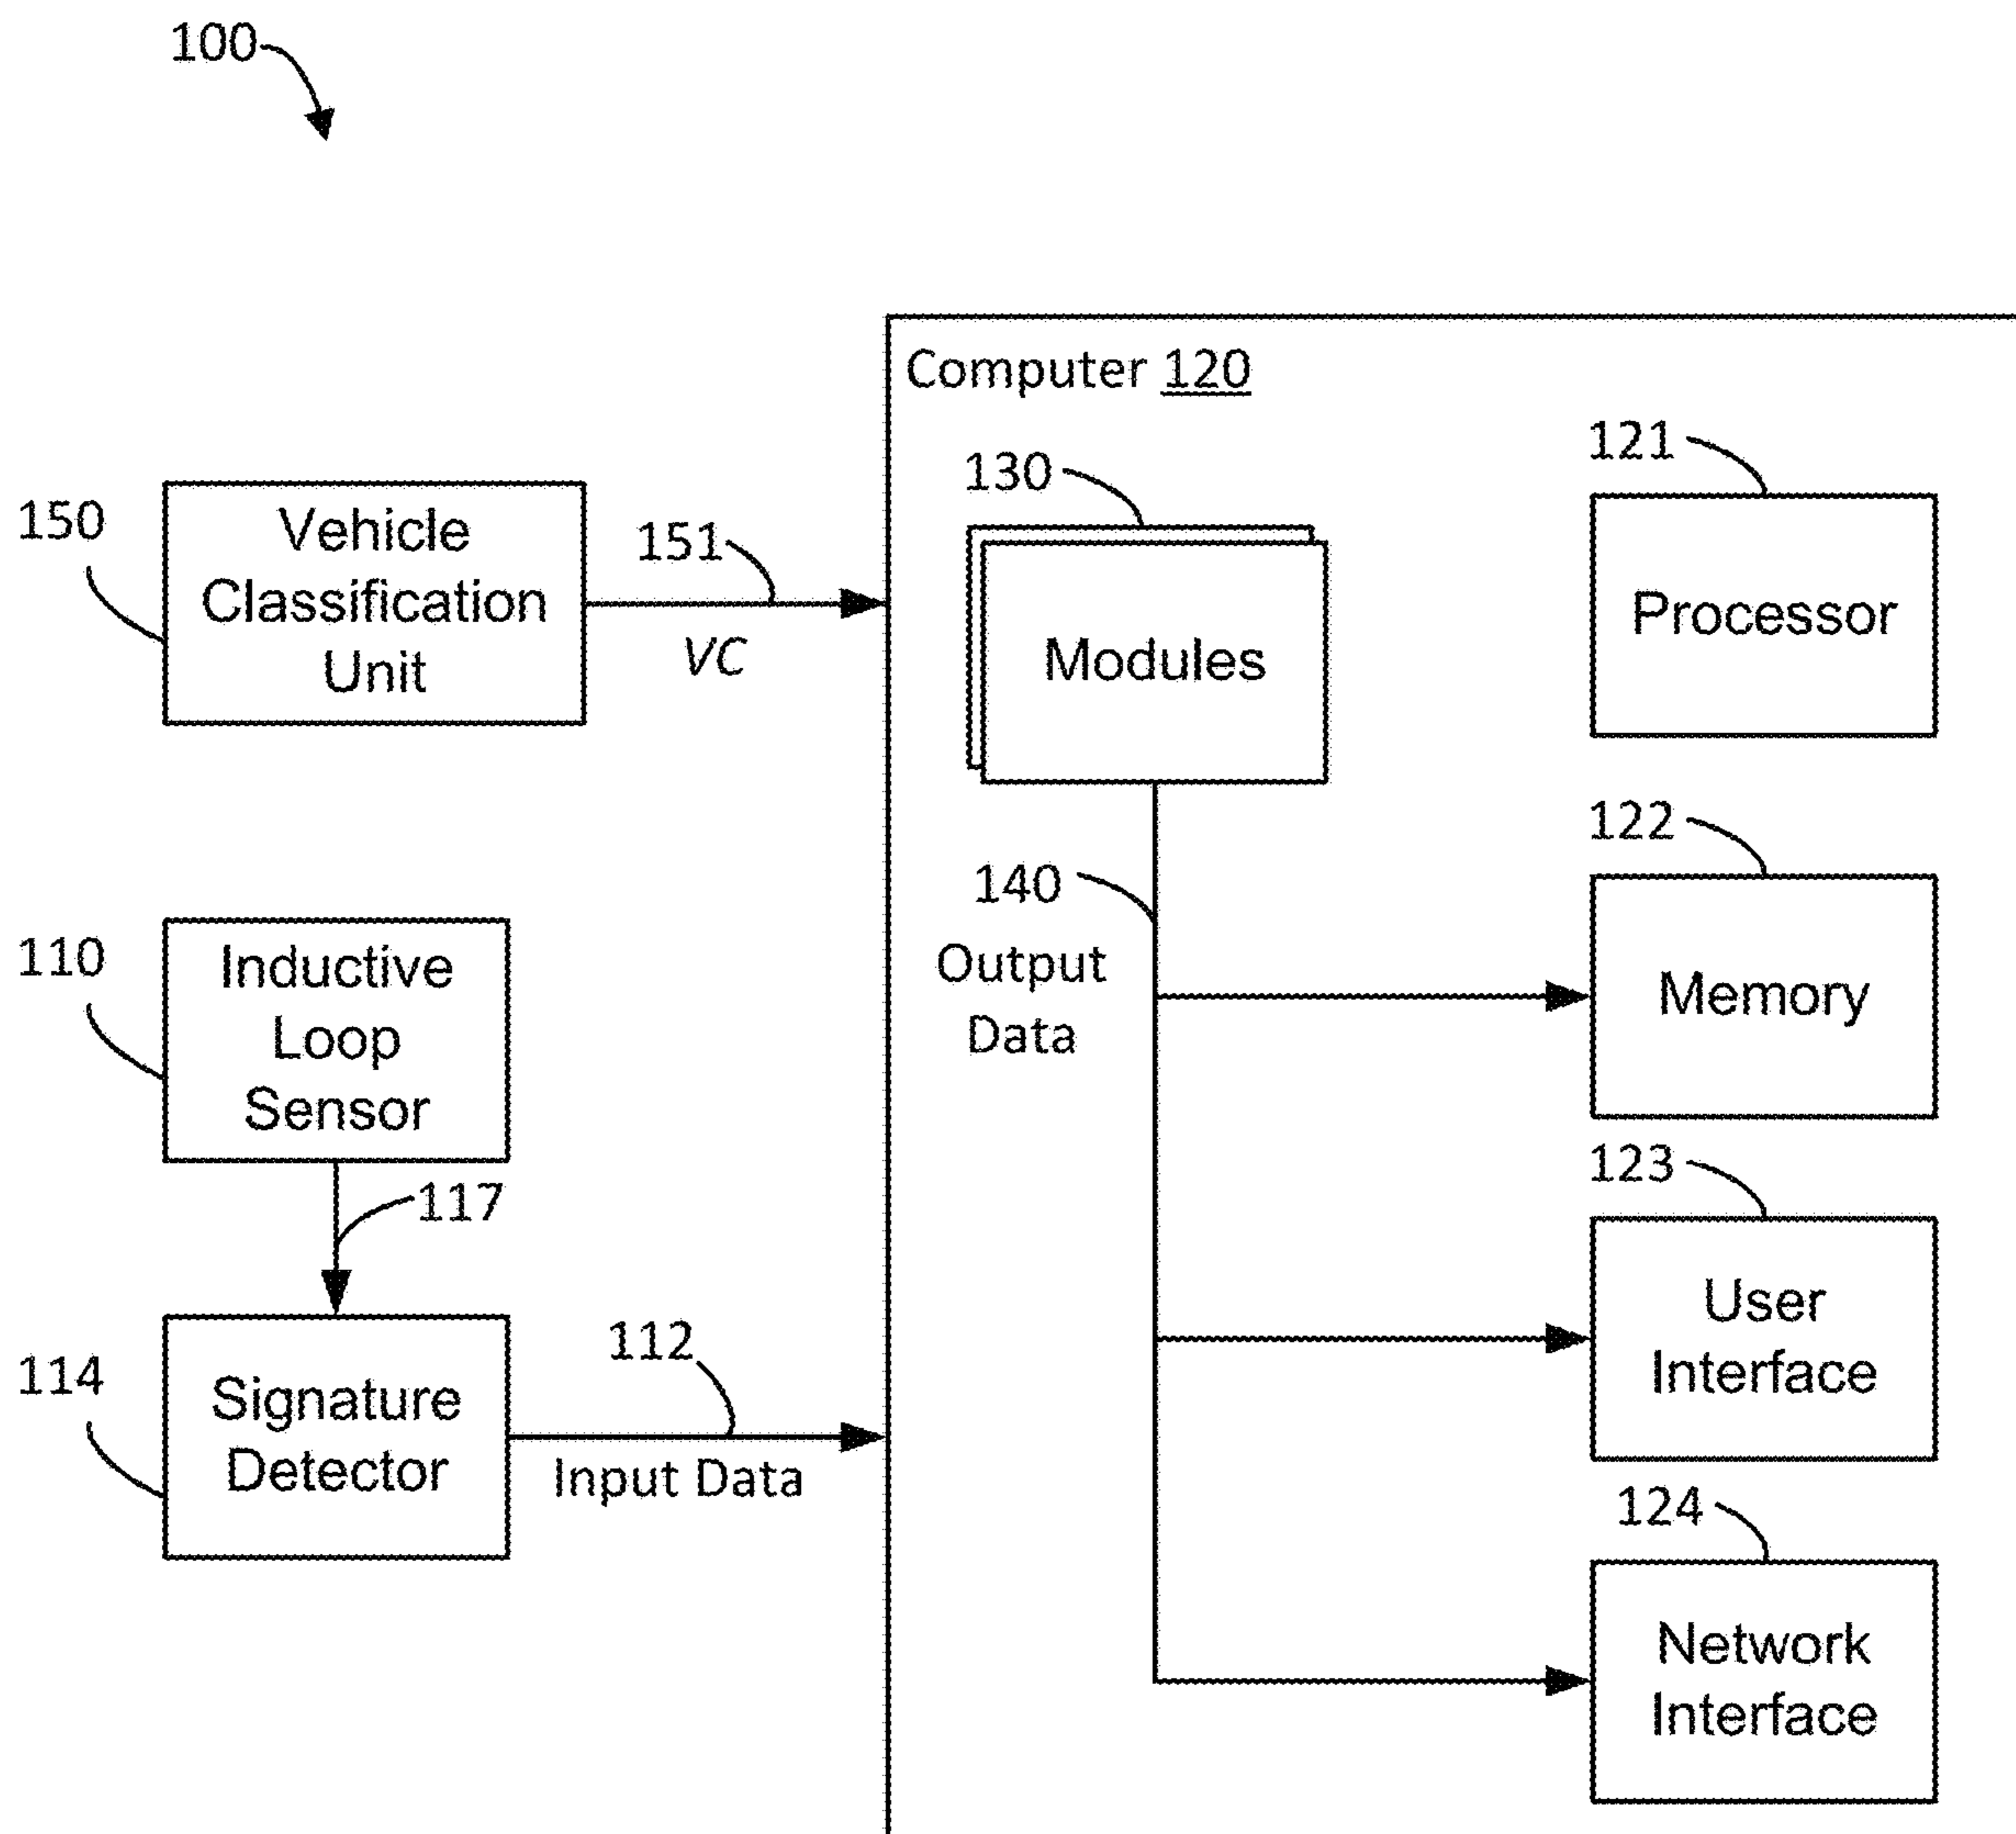 100
Computer 120
150
Vehicle
Classification
Unit
151
VC
130
Modules
121
Processor
122
Memory
140
Output
Data
110
Inductive
Loop
Sensor
117
114
Signature
Detector
112
Input Data
123
User
Interface
124
Network
Interface